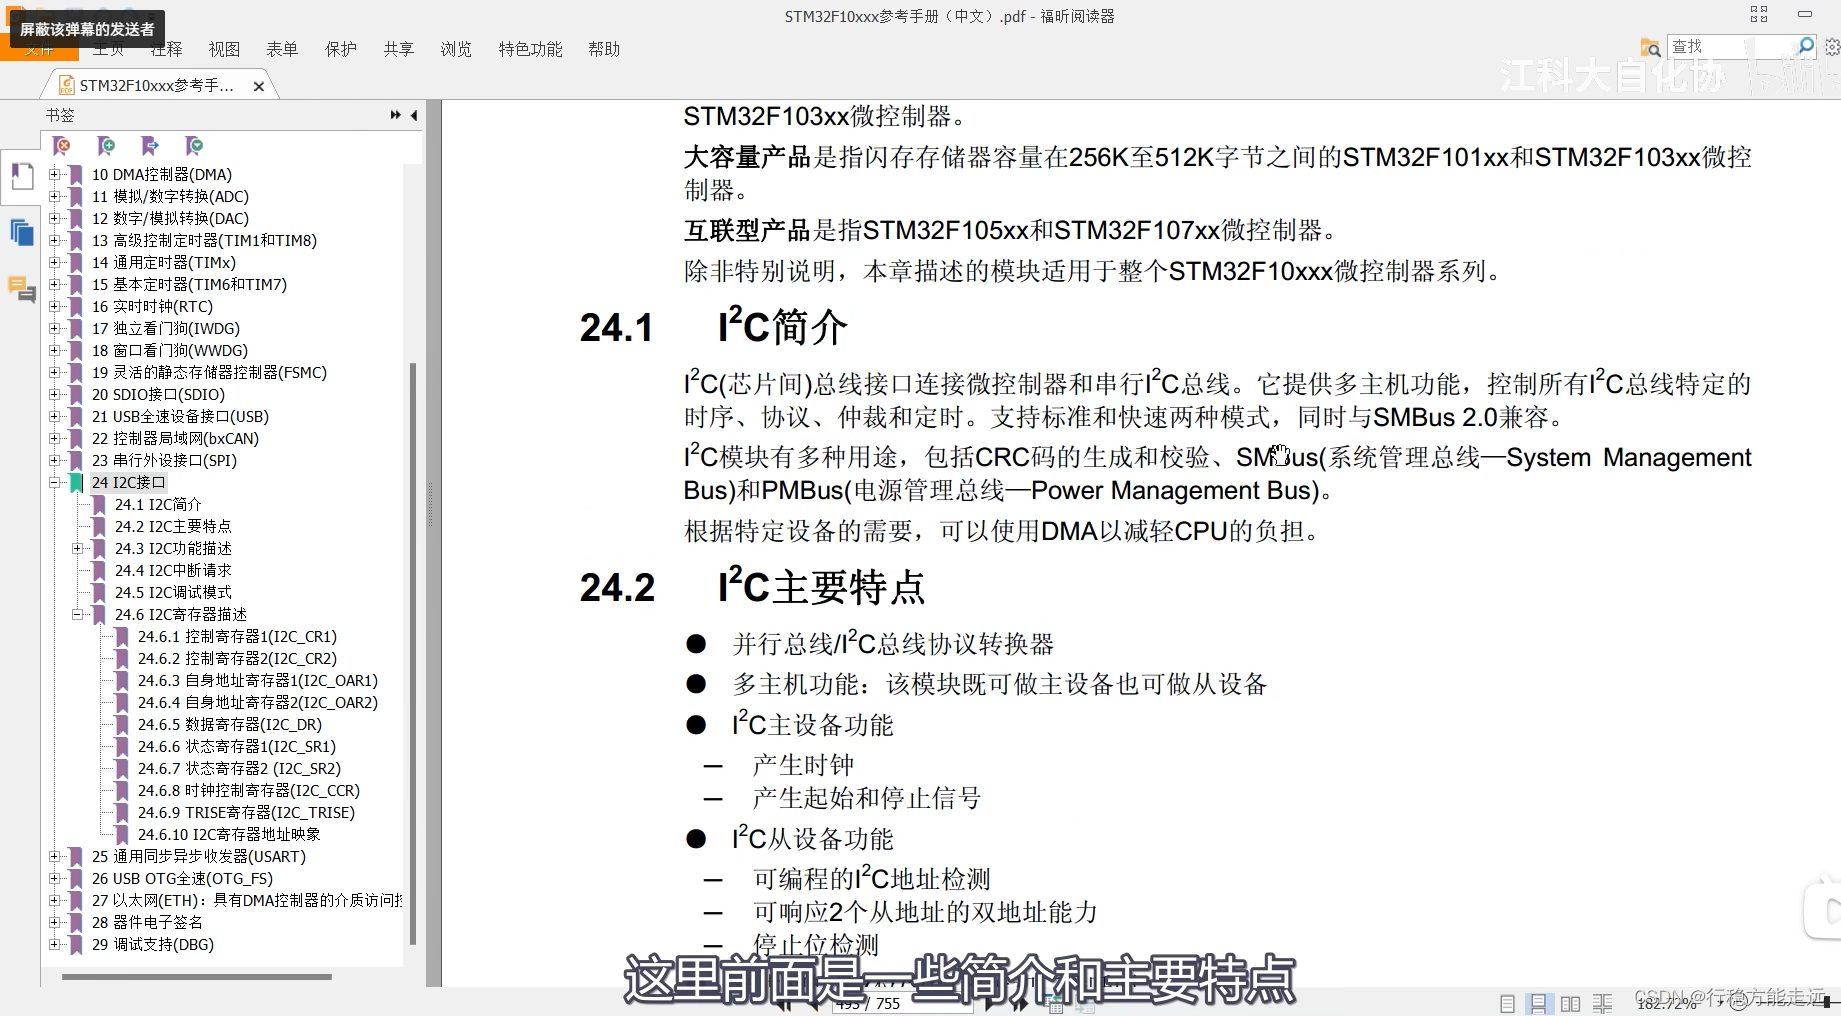 STM32F10xxx参考手册（中文）.pdf - 福昕阅读器
屏蔽该弹幕的发送者
文件 主页 注释 视图 表单 保护 共享 浏览 特色功能 帮助
查找
江科大自化协
STM32F10xxx参考手...
书签
10 DMA控制器(DMA)
11 模拟/数字转换(ADC)
12 数字/模拟转换(DAC)
13 高级控制定时器(TIM1和TIM8)
14 通用定时器(TIMx)
15 基本定时器(TIM6和TIM7)
16 实时时钟(RTC)
17 独立看门狗(IWDG)
18 窗口看门狗(WWDG)
19 灵活的静态存储器控制器(FSMC)
20 SDIO接口(SDIO)
21 USB全速设备接口(USB)
22 控制器局域网(bxCAN)
23 串行外设接口(SPI)
24 I2C接口
24.1 I2C简介
24.2 I2C主要特点
24.3 I2C功能描述
24.4 I2C中断请求
24.5 I2C调试模式
24.6 I2C寄存器描述
24.6.1 控制寄存器1(I2C_CR1)
24.6.2 控制寄存器2(I2C_CR2)
24.6.3 自身地址寄存器1(I2C_OAR1)
24.6.4 自身地址寄存器2(I2C_OAR2)
24.6.5 数据寄存器(I2C_DR)
24.6.6 状态寄存器1(I2C_SR1)
24.6.7 状态寄存器2 (I2C_SR2)
24.6.8 时钟控制寄存器(I2C_CCR)
24.6.9 TRISE寄存器(I2C_TRISE)
24.6.10 I2C寄存器地址映象
25 通用同步异步收发器(USART)
26 USB OTG全速(OTG_FS)
27 以太网(ETH)：具有DMA控制器的介质访问控
28 器件电子签名
29 调试支持(DBG)
STM32F103xx微控制器。
大容量产品是指闪存存储器容量在256K至512K字节之间的STM32F101xx和STM32F103xx微控
制器。
互联型产品是指STM32F105xx和STM32F107xx微控制器。
除非特别说明，本章描述的模块适用于整个STM32F10xxx微控制器系列。
24.1 I²C简介
I²C(芯片间)总线接口连接微控制器和串行I²C总线。它提供多主机功能，控制所有I²C总线特定的
时序、协议、仲裁和定时。支持标准和快速两种模式，同时与SMBus 2.0兼容。
I²C模块有多种用途，包括CRC码的生成和校验、SMBus(系统管理总线—System Management
Bus)和PMBus(电源管理总线—Power Management Bus)。
根据特定设备的需要，可以使用DMA以减轻CPU的负担。
24.2 I²C主要特点
● 并行总线/I²C总线协议转换器
● 多主机功能：该模块既可做主设备也可做从设备
● I²C主设备功能
— 产生时钟
— 产生起始和停止信号
● I²C从设备功能
— 可编程的I²C地址检测
— 可响应2个从地址的双地址能力
— 停止位检测
这里前面是一些简介和主要特点
493 / 755
182.72%
CSDN @行稳方能走远